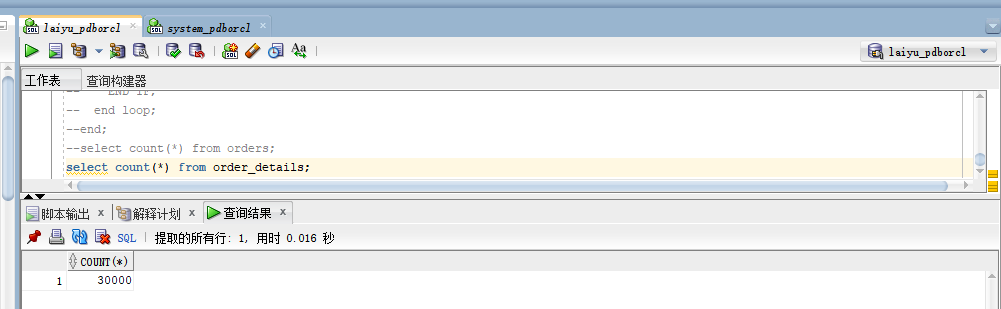 laiyu_pdborcl system_pdborcl
Aa laiyu_pdborcl
工作表 查询构建器
-- END IF;
-- end loop;
--end;
--select count(*) from orders;
select count(*) from order_details;
脚本输出 x 解释计划 x 查询结果 x
SQL 提取的所有行: 1, 用时 0.016 秒
COUNT(*)
1 30000